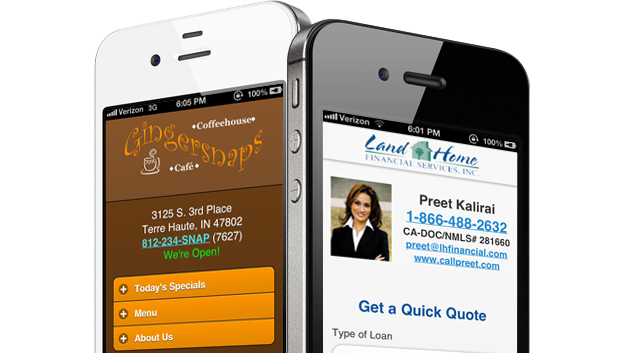 Verizon 3G 6:05 PM 100%
Gingersnaps
Coffeehouse
Café
3125 S. 3rd Place
Terre Haute, IN 47802
812-234-SNAP (7627)
We're Open!
Today's Specials
Menu
About Us
Verizon 6:01 PM 100%
Land Home
FINANCIAL SERVICES, INC.
Preet Kalirai
1-866-488-2632
CA-DOC/NMLS# 281660
preet@lhfinancial.com
www.callpreet.com
Get a Quick Quote
Type of Loan